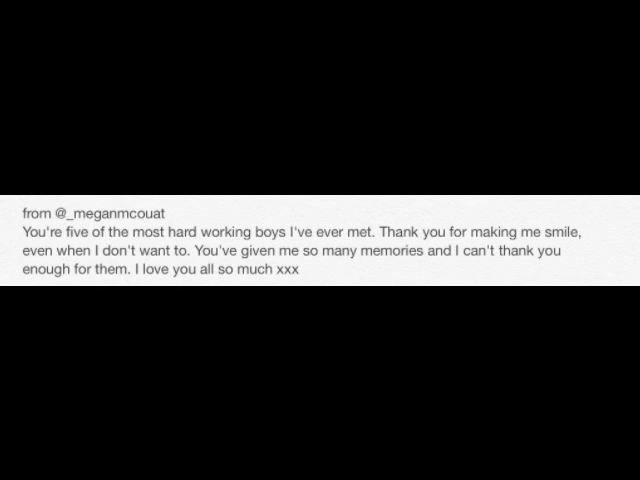 from @_meganmcouat
You're five of the most hard working boys I've ever met. Thank you for making me smile,
even when I don't want to. You've given me so many memories and I can't thank you
enough for them. I love you all so much xxx